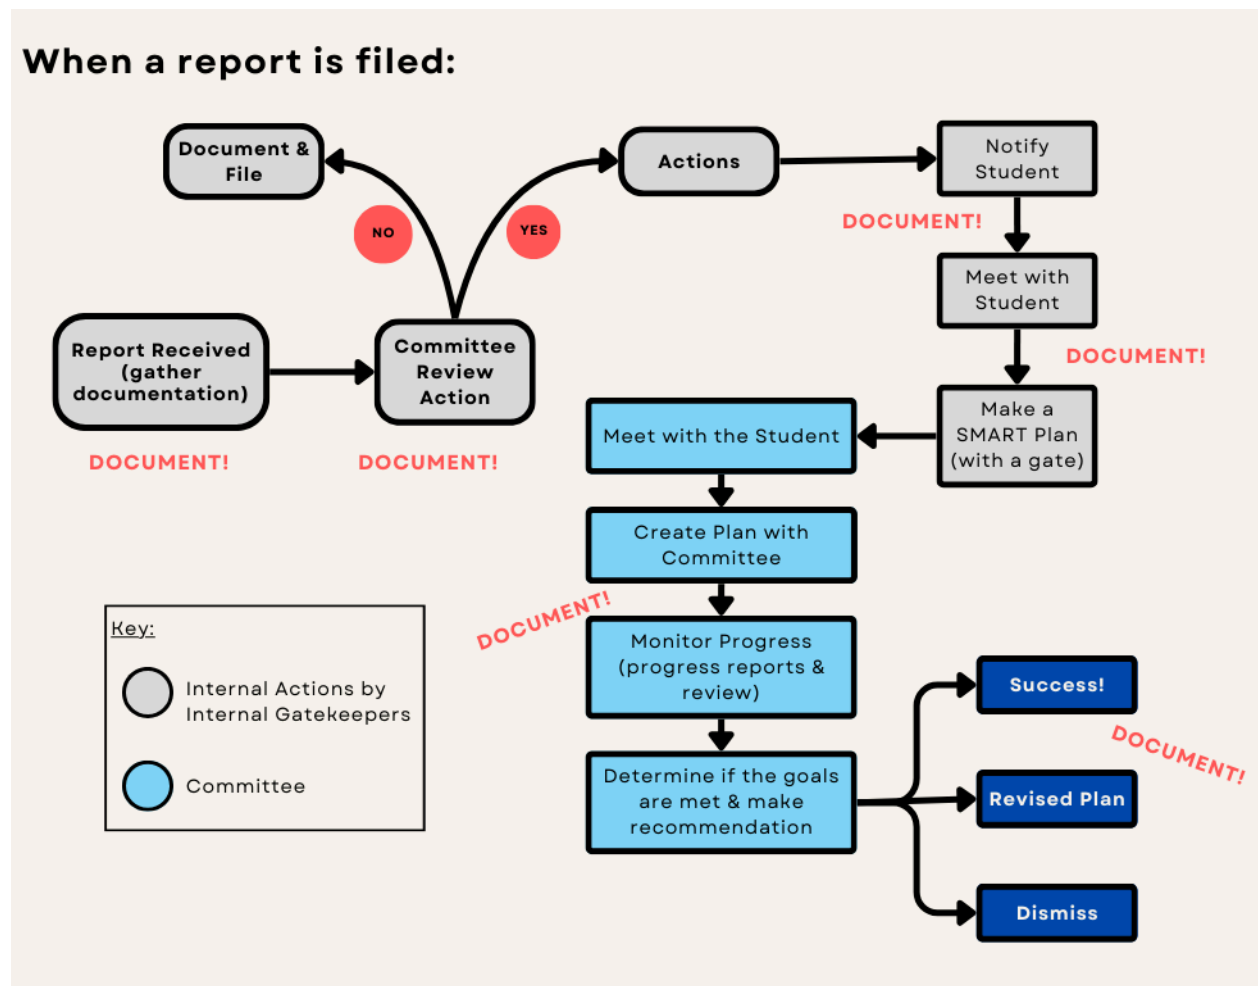 When a report is filed:
Document &
File
Actions
Notify
Student
NO
YES
DOCUMENT!
Meet with
Student
Report Received
(gather
documentation)
Committee
Review
Action
DOCUMENT!
DOCUMENT!
DOCUMENT!
Make a
SMART Plan
(with a gate)
Meet with the Student
Create Plan with
Committee
DOCUMENT!
Monitor Progress
(progress reports &
review)
Determine if the goals
are met & make
recommendation
Success!
DOCUMENT!
Revised Plan
Dismiss
Key:
Internal Actions by
Internal Gatekeepers
Committee